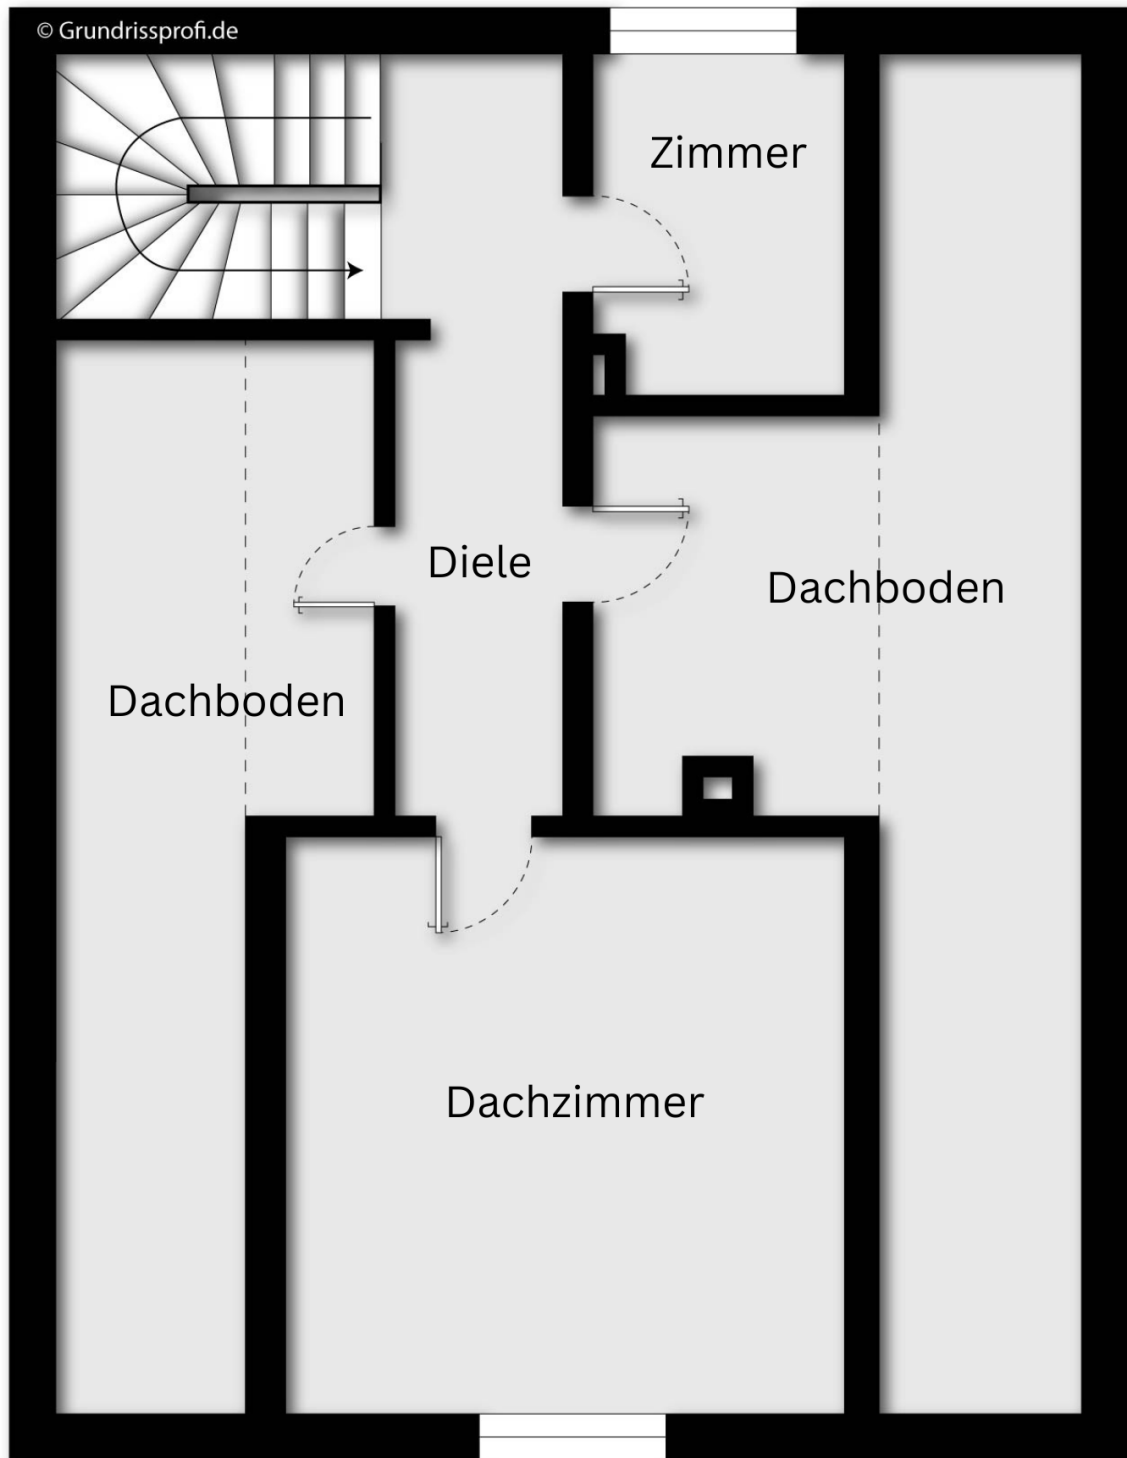 © Grundrissprofi.de
Zimmer
Diele
Dachboden
Dachboden
Dachzimmer